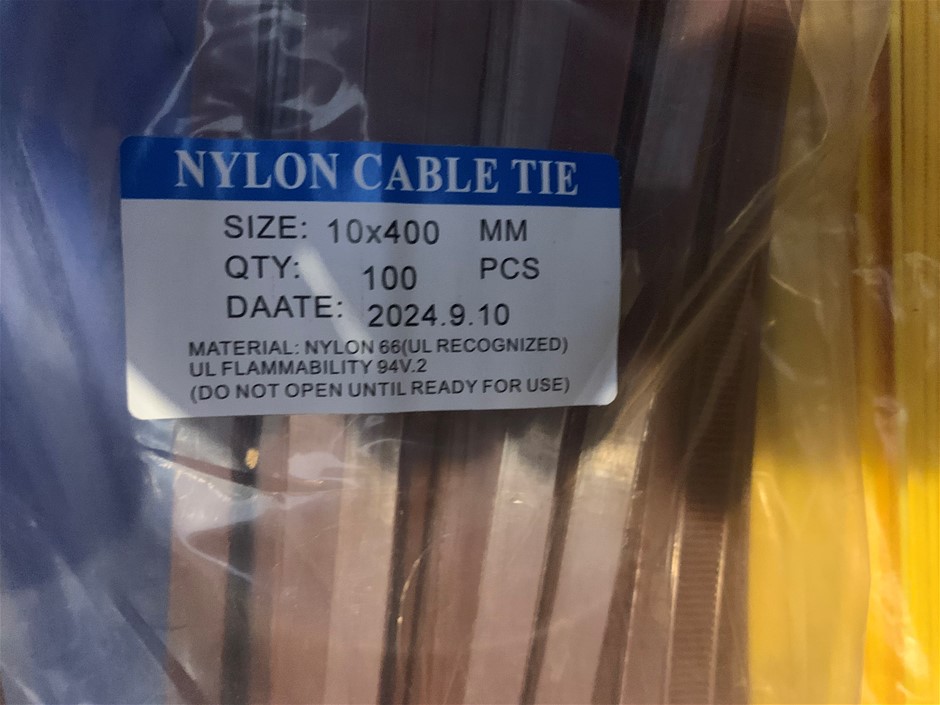 NYLON CABLE TIE
SIZE: 10x400 MM
QTY: 100 PCS
DAATE: 2024.9.10
MATERIAL: NYLON 66(UL RECOGNIZED)
UL FLAMMABILITY 94V.2
(DO NOT OPEN UNTIL READY FOR USE)